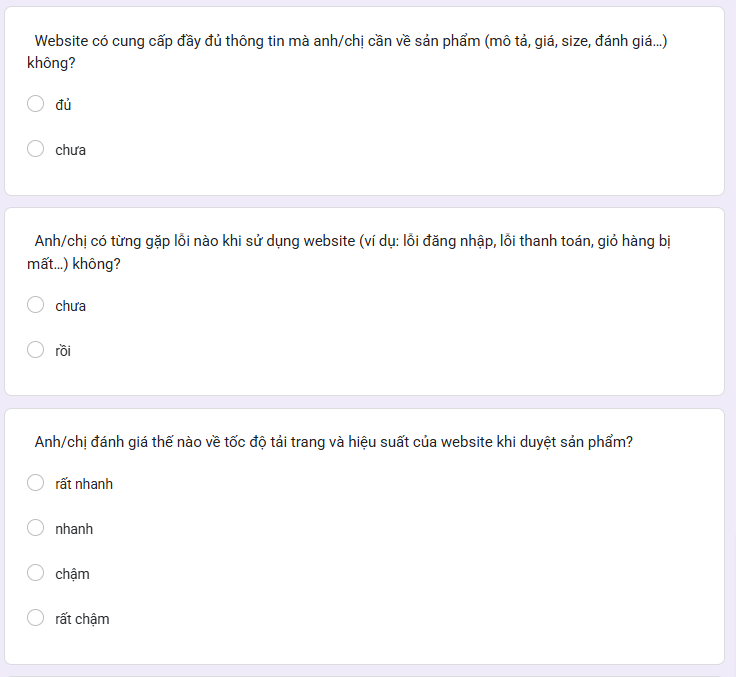 Website có cung cấp đầy đủ thông tin mà anh/chị cần về sản phẩm (mô tả, giá, size, đánh giá...)
không?
đủ
chưa
Anh/chị có từng gặp lỗi nào khi sử dụng website (ví dụ: lỗi đăng nhập, lỗi thanh toán, giỏ hàng bị
mất...) không?
chưa
rồi
Anh/chị đánh giá thế nào về tốc độ tải trang và hiệu suất của website khi duyệt sản phẩm?
rất nhanh
nhanh
chậm
rất chậm